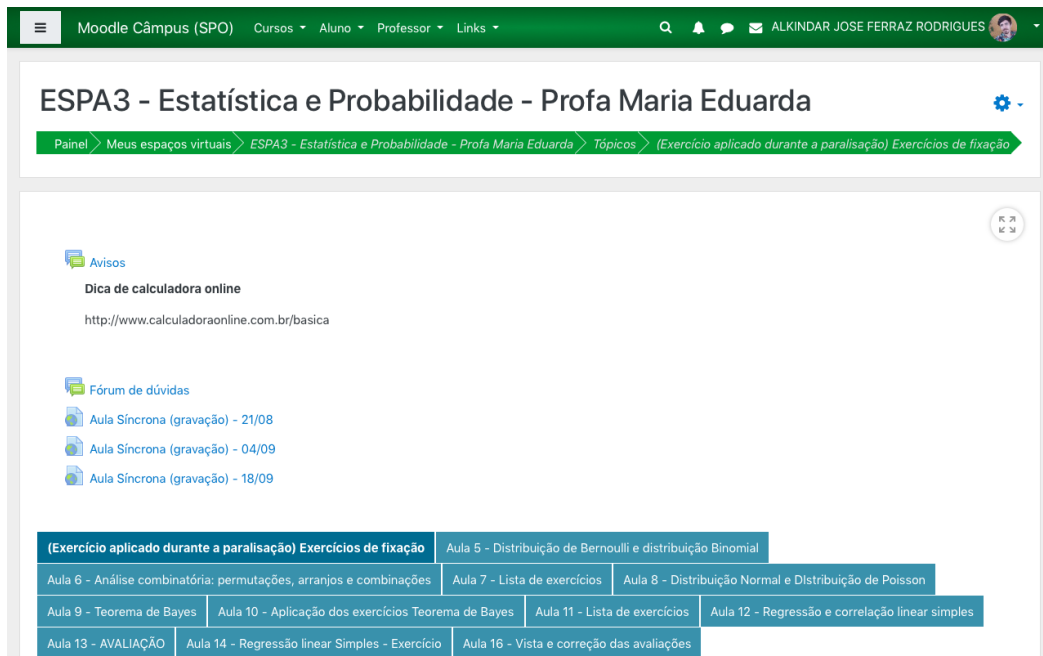 Moodle Câmpus (SPO) Cursos Aluno Professor Links ALKINDAR JOSE FERRAZ RODRIGUES
ESPA3 - Estatística e Probabilidade - Profa Maria Eduarda
Painel Meus espaços virtuais ESPA3 - Estatística e Probabilidade - Profa Maria Eduarda Tópicos (Exercício aplicado durante a paralisação) Exercícios de fixação
Avisos
Dica de calculadora online
http://www.calculadoraonline.com.br/basica
Fórum de dúvidas
Aula Síncrona (gravação) - 21/08
Aula Síncrona (gravação) - 04/09
Aula Síncrona (gravação) - 18/09
(Exercício aplicado durante a paralisação) Exercícios de fixação Aula 5 - Distribuição de Bernoulli e distribuição Binomial
Aula 6 - Análise combinatória: permutações, arranjos e combinações Aula 7 - Lista de exercícios Aula 8 - Distribuição Normal e DIstribuição de Poisson
Aula 9 - Teorema de Bayes Aula 10 - Aplicação dos exercícios Teorema de Bayes Aula 11 - Lista de exercícios Aula 12 - Regressão e correlação linear simples
Aula 13 - AVALIAÇÃO Aula 14 - Regressão linear Simples - Exercício Aula 16 - Vista e correção das avaliações